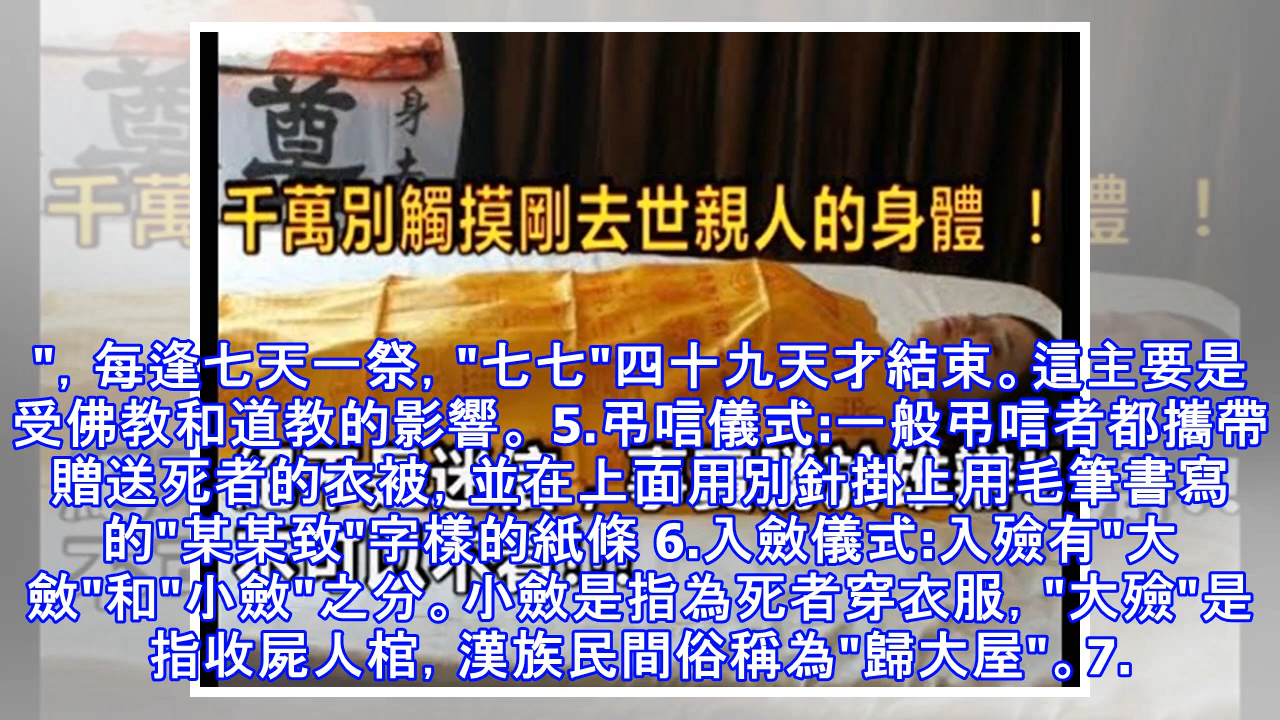 尊 身
千萬別觸摸剛去世親人的身體 !
體 !
千萬
", 每逢七天一祭, "七七"四十九天才結束。這主要是
受佛教和道教的影響。5.弔唁儀式:一般弔唁者都攜帶
贈送死者的衣被, 並在上面用別針掛上用毛筆書寫
的"某某致"字樣的紙條 6.入斂儀式:入殮有"大
斂"和"小斂"之分。小斂是指為死者穿衣服, "大殮"是
指收屍人棺, 漢族民間俗稱為"歸大屋"。7.